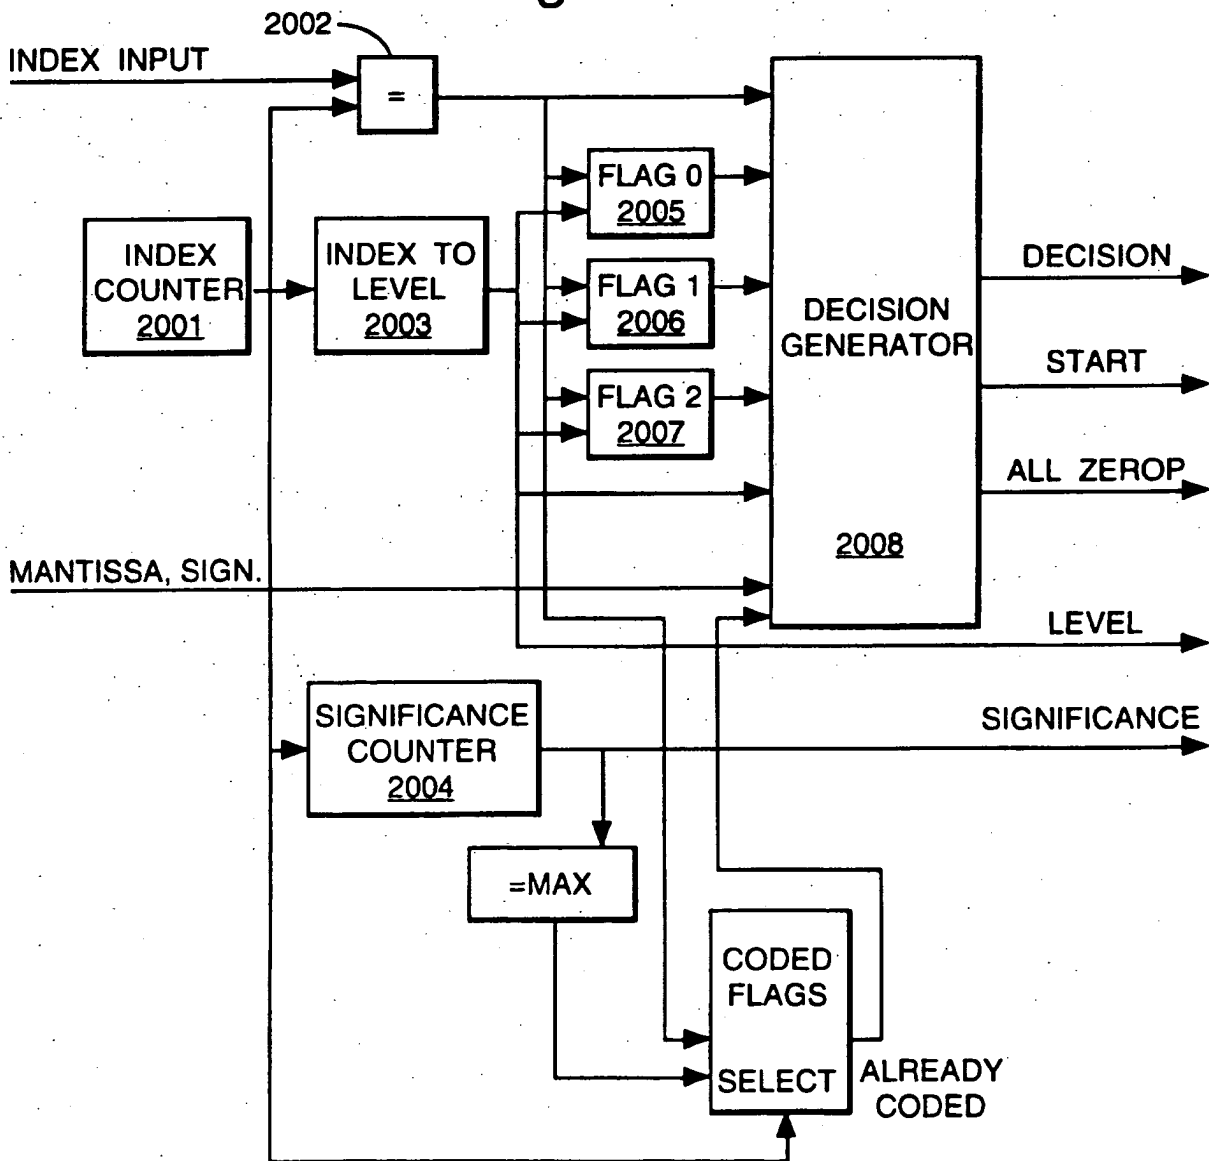 2002
INDEX INPUT
=
FLAG 0
2005
INDEX
COUNTER
2001
INDEX TO
LEVEL
2003
FLAG 1
2006
FLAG 2
2007
DECISION
GENERATOR
2008
DECISION
START
ALL ZEROP
MANTISSA, SIGN.
LEVEL
SIGNIFICANCE
COUNTER
2004
SIGNIFICANCE
=MAX
CODED
FLAGS
SELECT
ALREADY
CODED